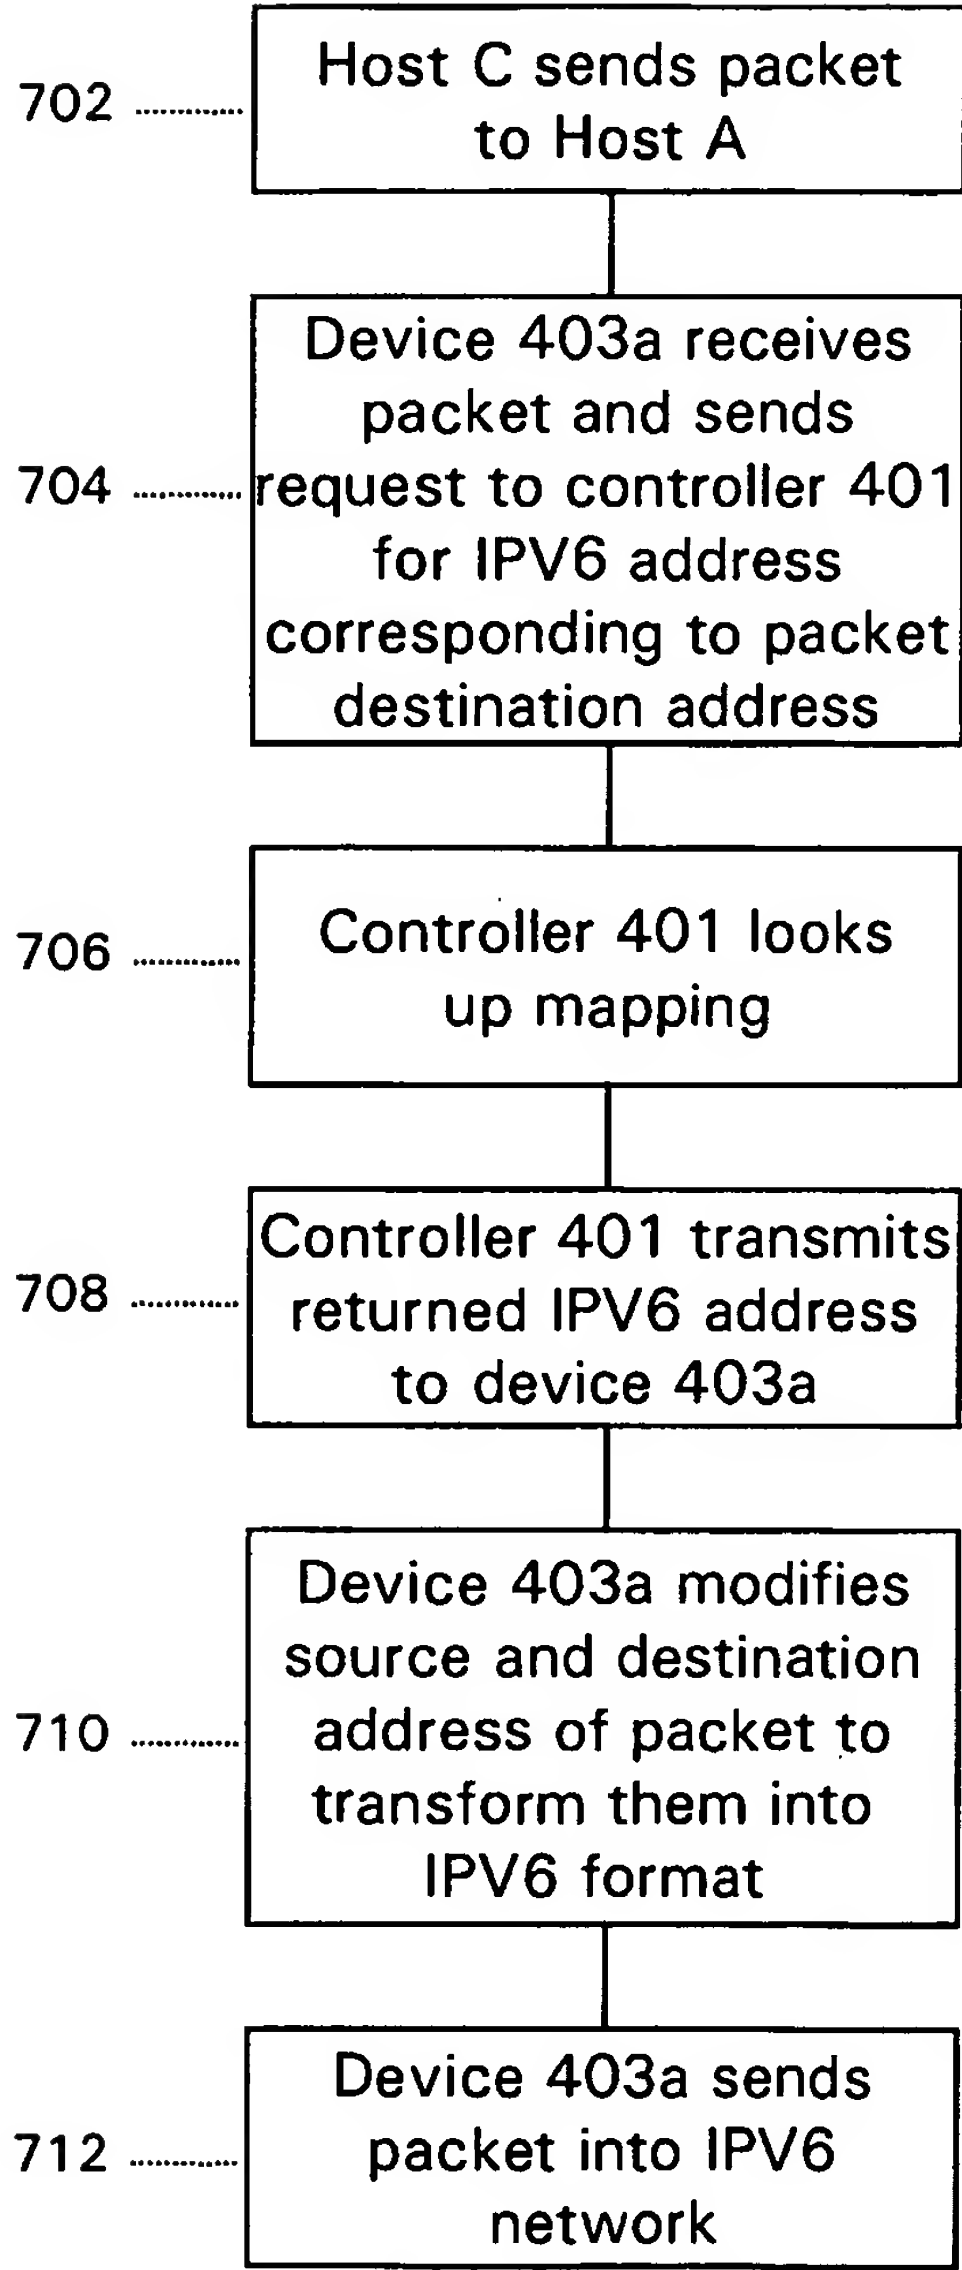 702
Host C sends packet
to Host A
704
Device 403a receives
packet and sends
request to controller 401
for IPV6 address
corresponding to packet
destination address
706
Controller 401 looks
up mapping
708
Controller 401 transmits
returned IPV6 address
to device 403a
710
Device 403a modifies
source and destination
address of packet to
transform them into
IPV6 format
712
Device 403a sends
packet into IPV6
network